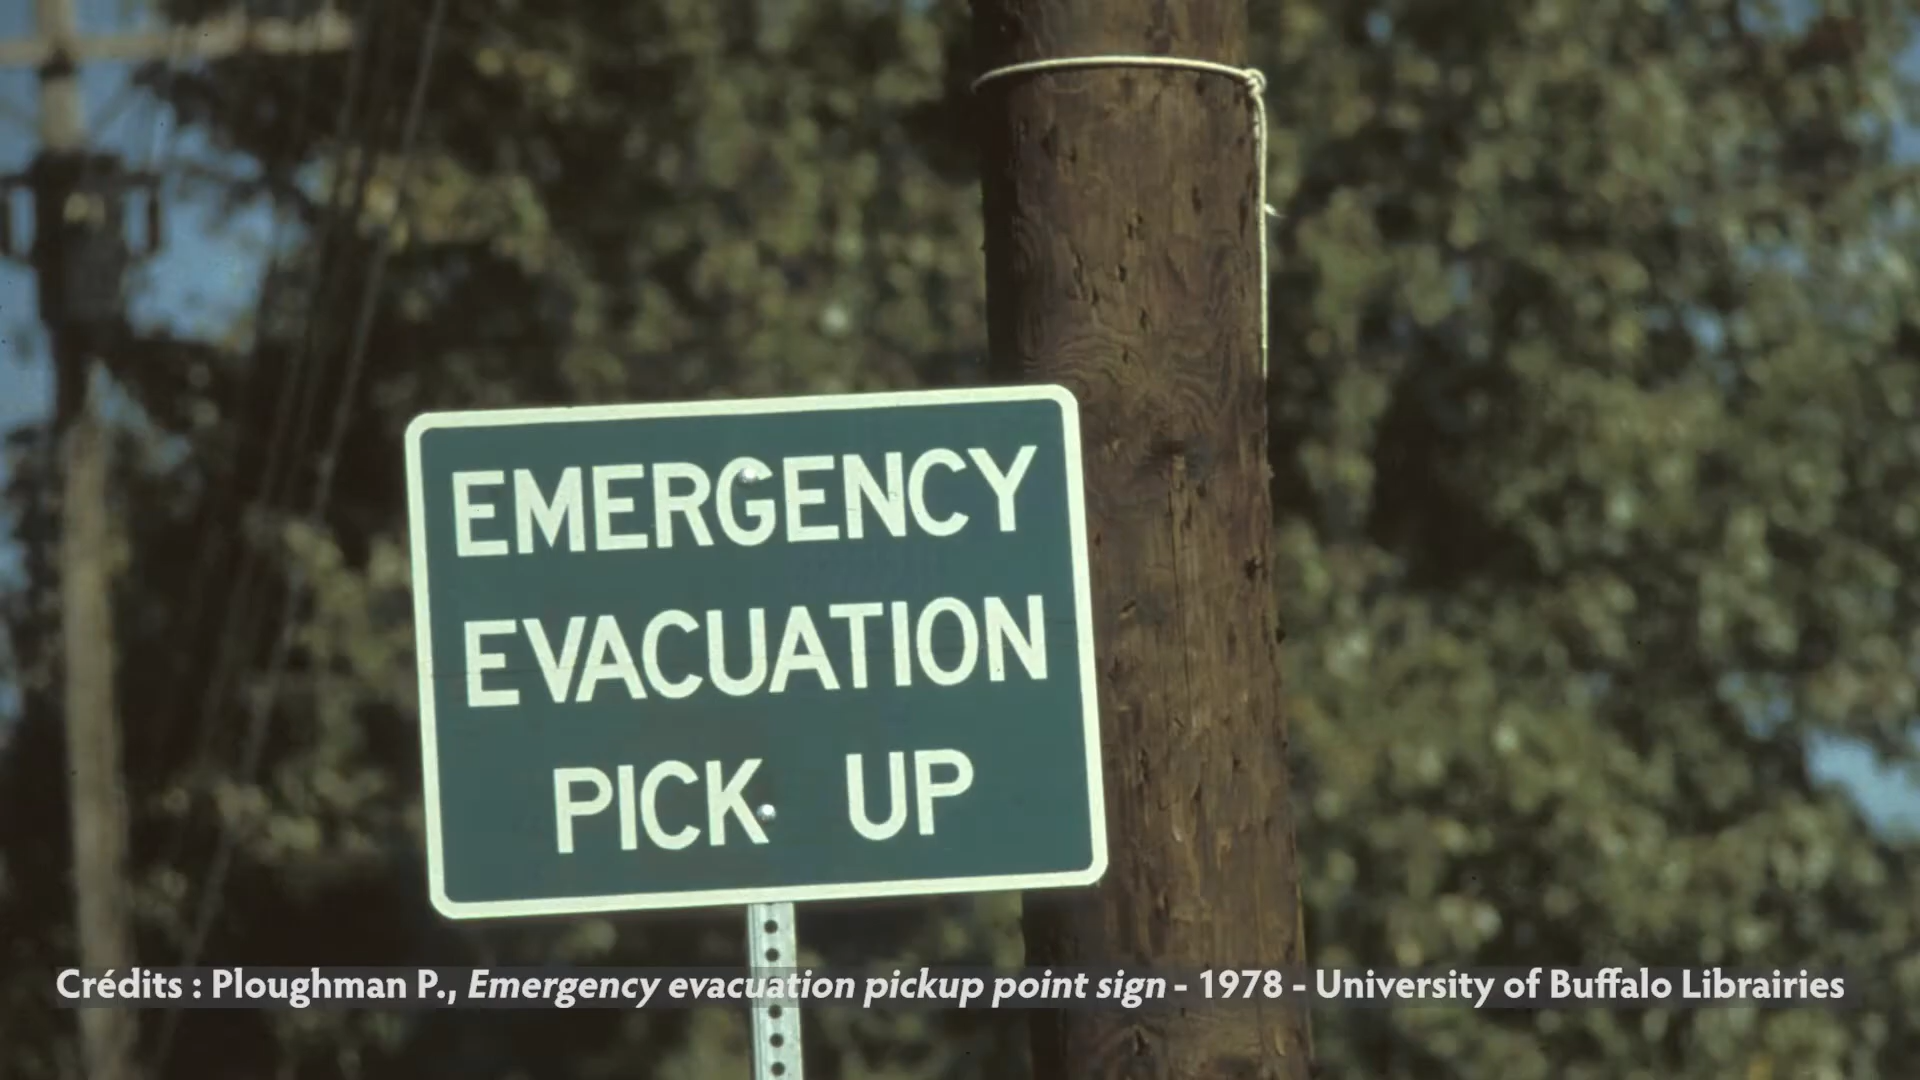 EMERGENCY
EVACUATION
PICK UP
Crédits : Ploughman P., Emergency evacuation pickup point sign - 1978 - University of Buffalo Librairies